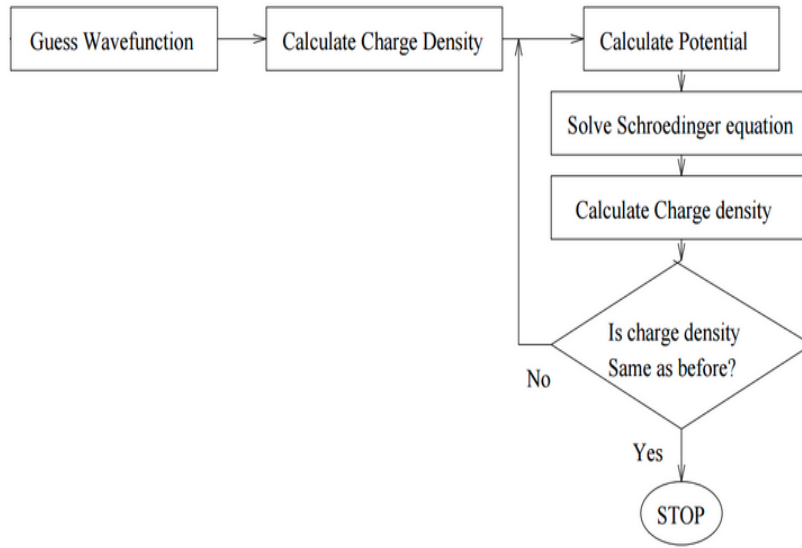 Guess Wavefunction
Calculate Charge Density
Calculate Potential
Solve Schroedinger equation
Calculate Charge density
Is charge density
Same as before?
No
Yes
STOP